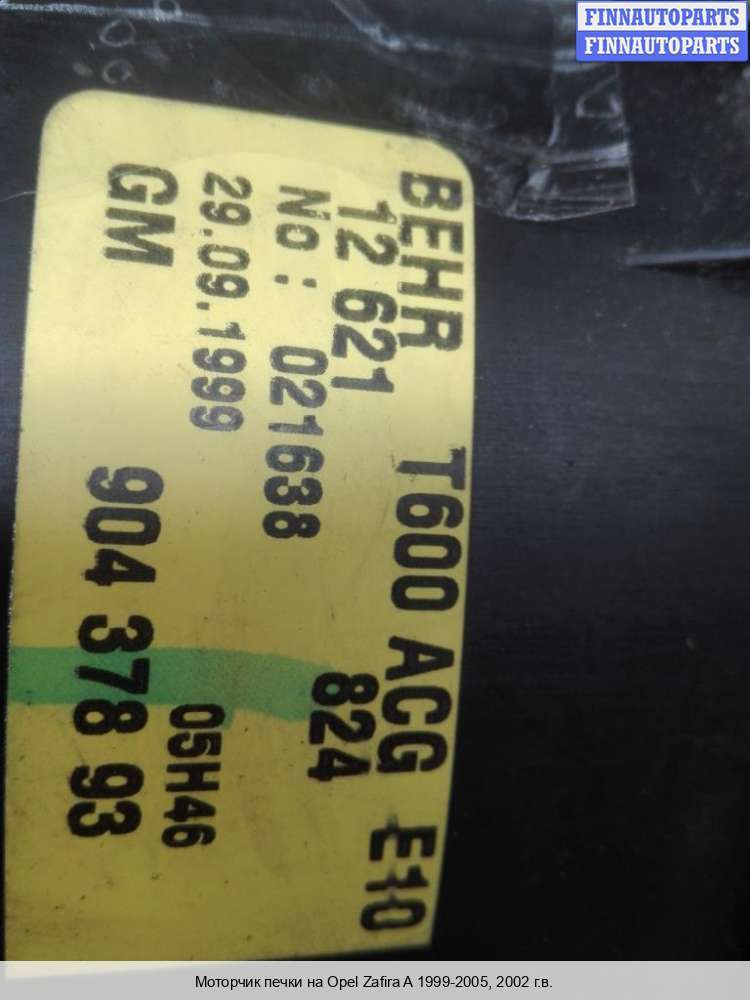 FINNAUTOPARTS
FINNAUTOPARTS
BEHR T600 ACG E10
12 621 824
No: 021638
29.09.1999 05H46
GM 904 378 93
Моторчик печки на Opel Zafira A 1999-2005, 2002 г.в.